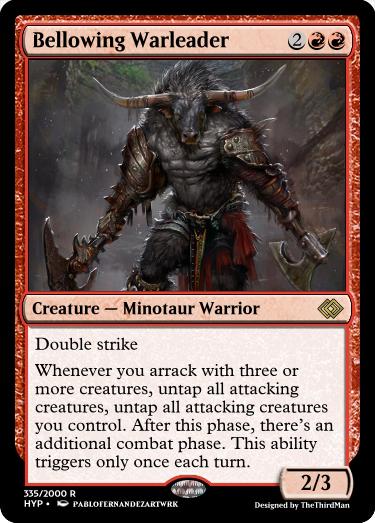 Bellowing Warleader 2
Creature — Minotaur Warrior
Double strike
Whenever you arrack with three or
more creatures, untap all attacking
creatures, untap all attacking creatures
you control. After this phase, there's an
additional combat phase. This ability
triggers only once each turn.
2/3
335/2000 R
HYP • PABLOFERNANDEZARTWRK
Designed by TheThirdMan